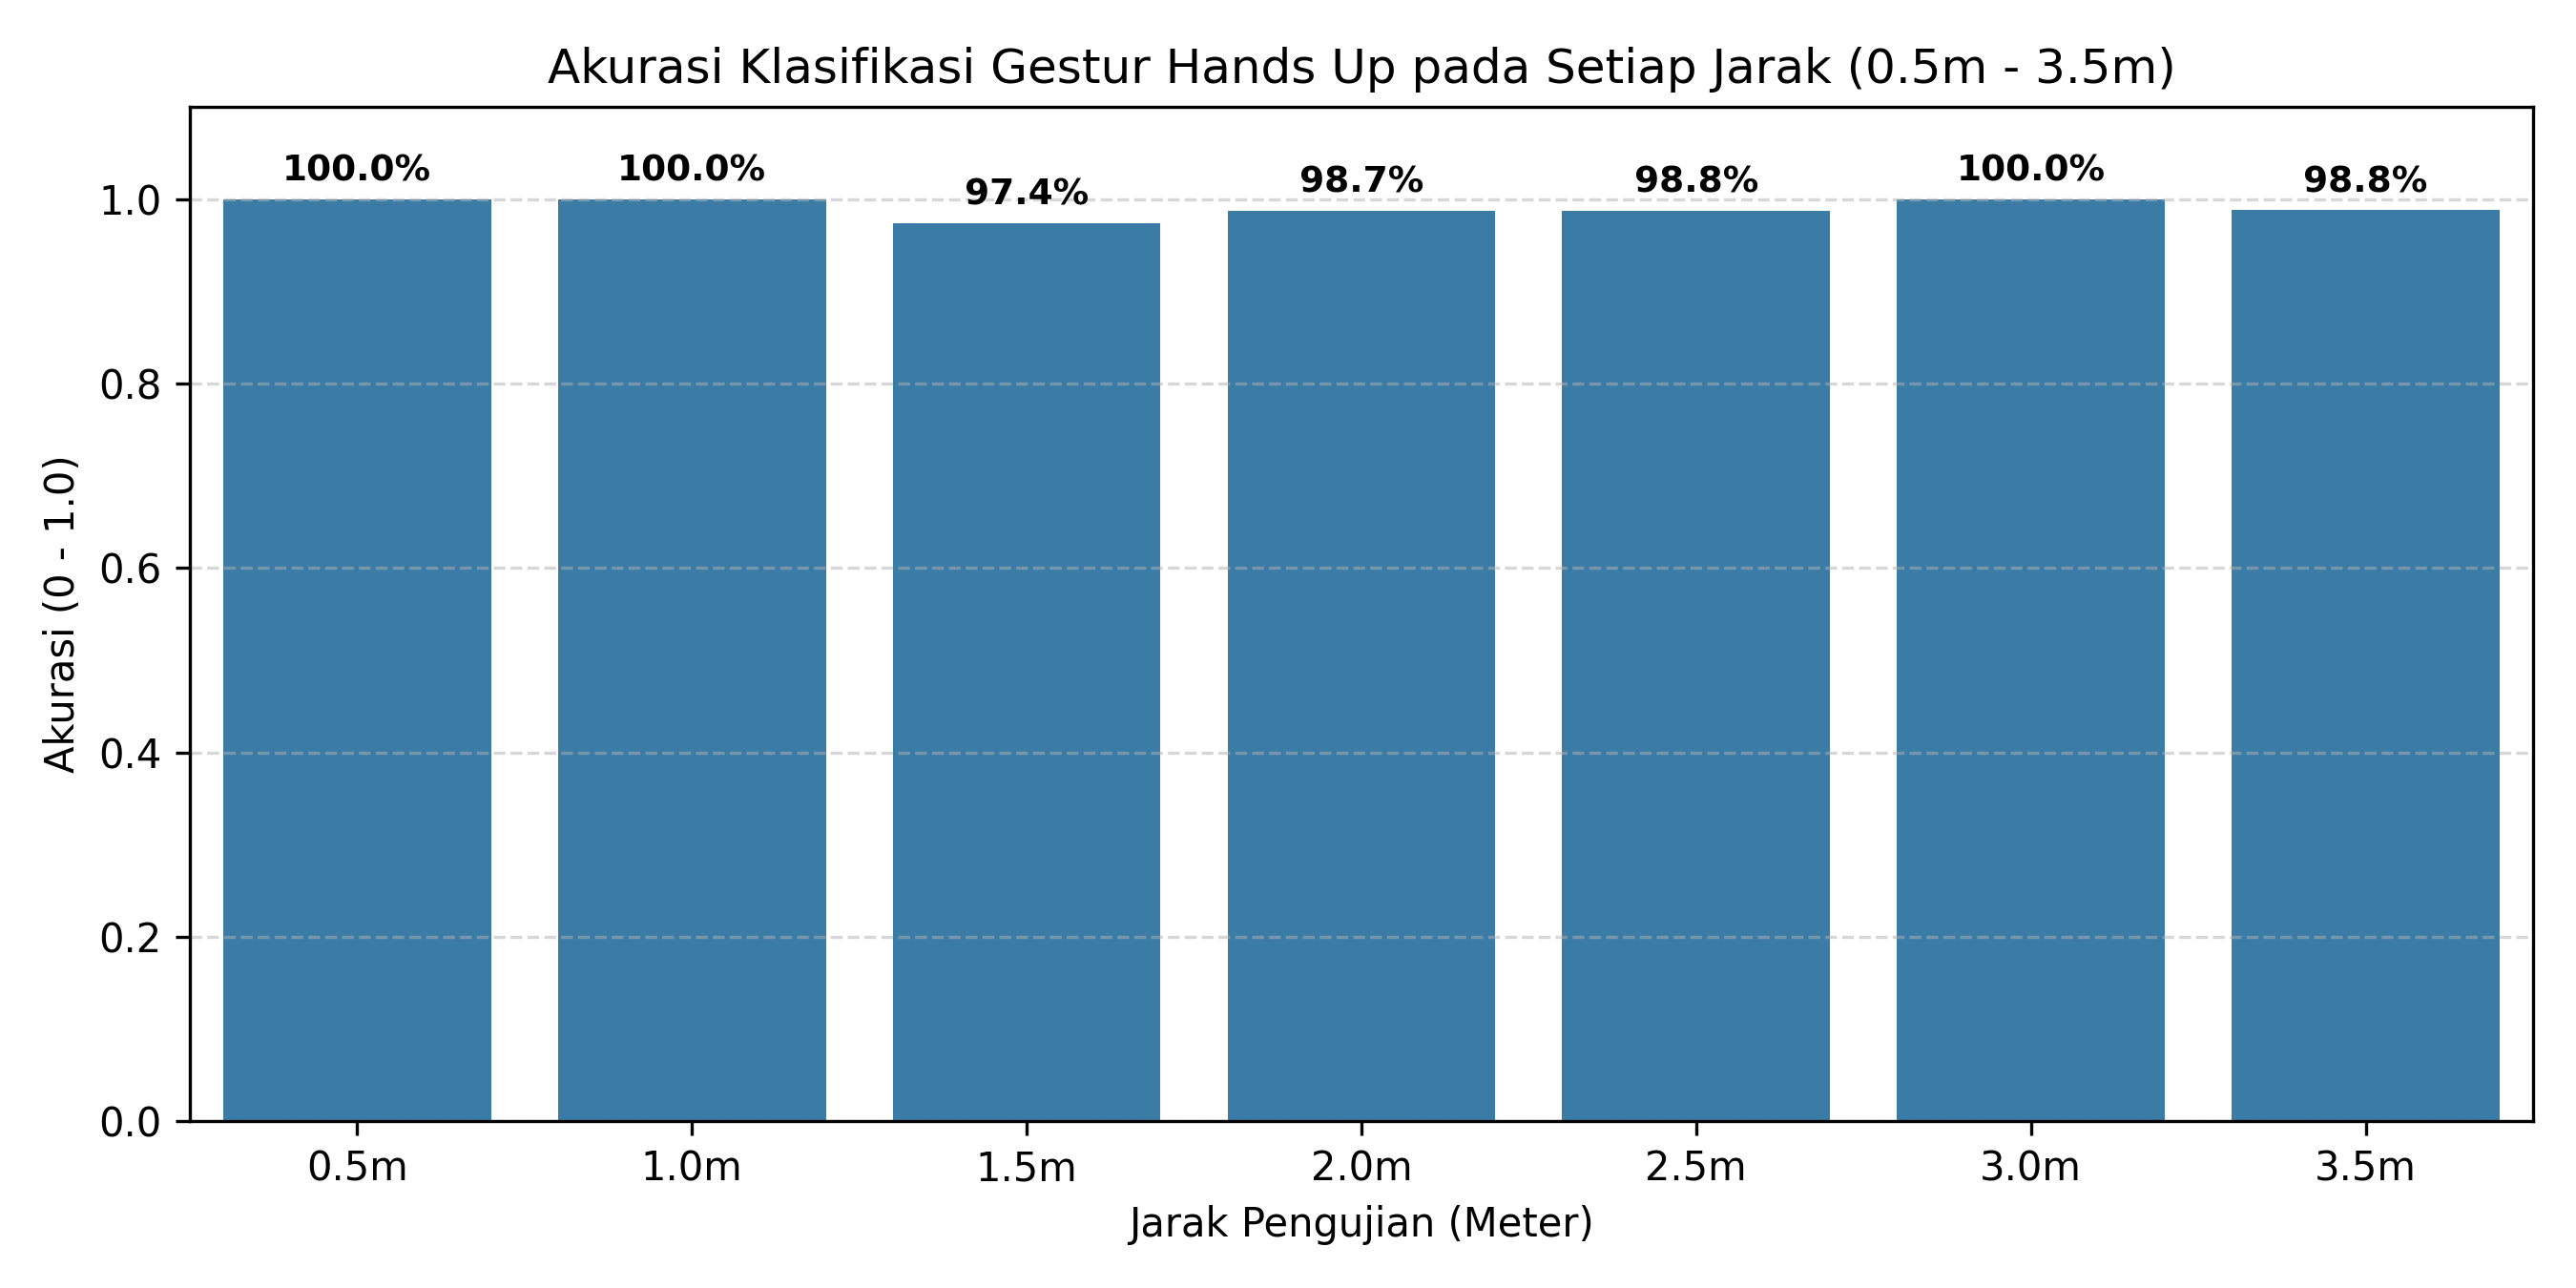 Akurasi Klasifikasi Gestur Hands Up pada Setiap Jarak (0.5m - 3.5m)
100.0%
100.0%
97.4%
98.7%
98.8%
100.0%
98.8%
Akurasi (0 - 1.0)
1.0
0.8
0.6
0.4
0.2
0.0
0.5m
1.0m
1.5m
2.0m
2.5m
3.0m
3.5m
Jarak Pengujian (Meter)